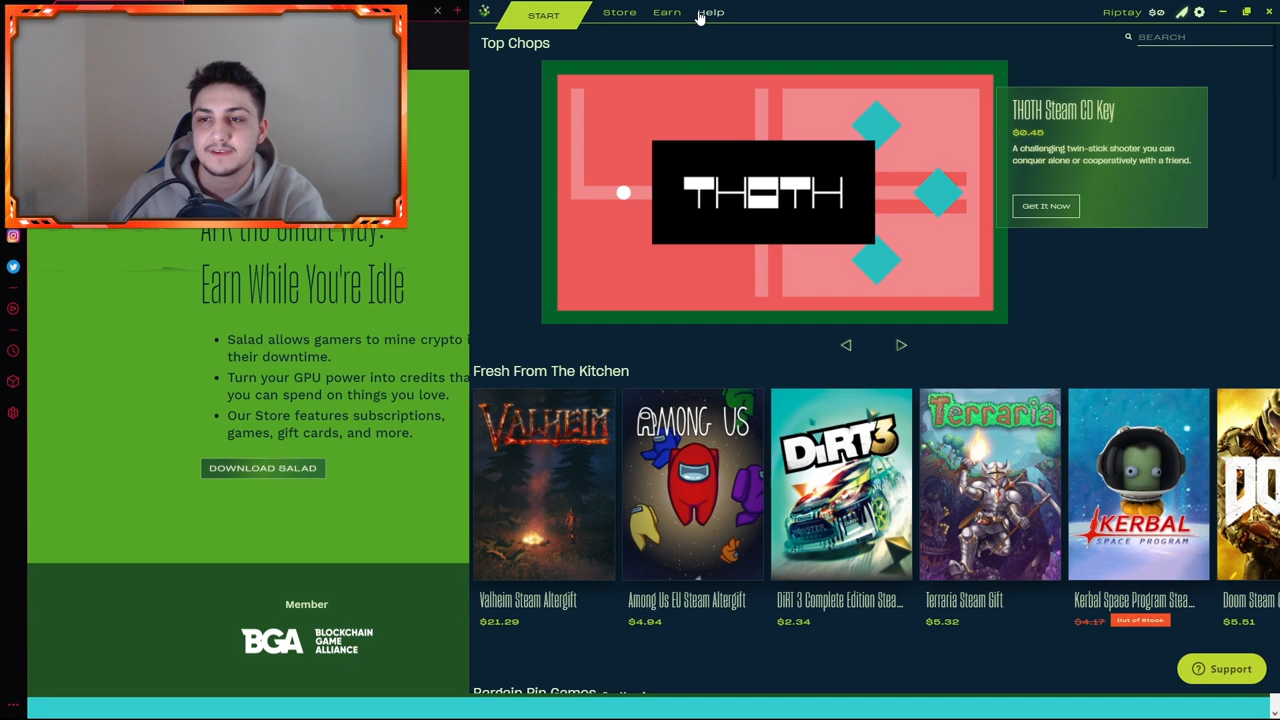 START
Store
Earn
Help
Riptay $0
Top Chops
SEARCH
THOTH
THOTH Steam CD Key
$0.45
A challenging twin-stick shooter you can
conquer alone or cooperatively with a friend.
Get It Now
AFK the Smart Way:
Earn While You're Idle
Salad allows gamers to mine crypto i
their downtime.
Turn your GPU power into credits tha
you can spend on things you love.
Our Store features subscriptions,
games, gift cards, and more.
DOWNLOAD SALAD
Member
BGA BLOCKCHAIN
GAME
ALLIANCE
Fresh From The Kitchen
VALHEIM
AMONG US
DiRT3
Terraria
KERBAL
SPACE PROGRAM
DO
Valheim Steam Altergift
$21.29
Among Us EU Steam Altergift
$4.94
DiRT 3 Complete Edition Stea...
$2.34
Terraria Steam Gift
$5.32
Kerbal Space Program Stea...
$4.17 Out of Stock
Doom Steam
$5.51
Support